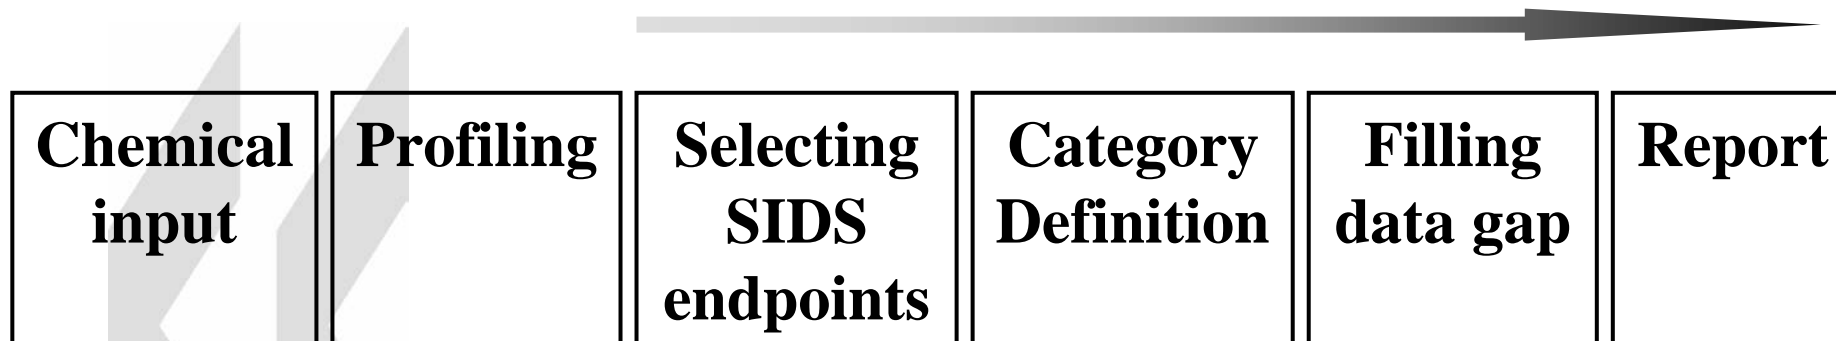 Chemical
input
Profiling
Selecting
SIDS
endpoints
Category
Definition
Filling
data gap
Report